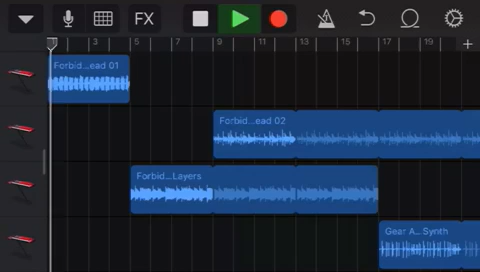 FX
3 5 7 9 11 13 15 17 19
Forbid...ead 01
Forbid...ead 02
Forbid...Layers
Gear A... Synth